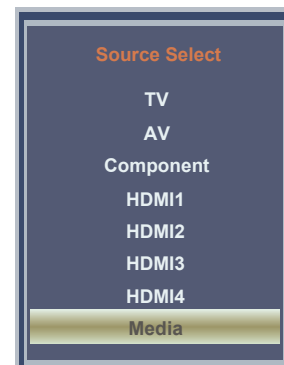 Source Select
TV
AV
Component
HDMI1
HDMI2
HDMI3
HDMI4
Media